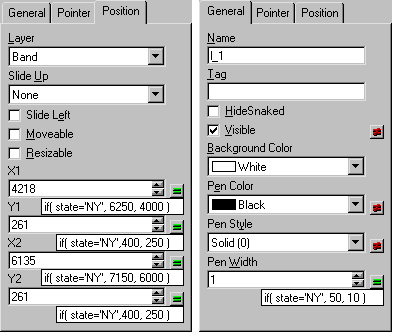 General Pointer Position
Layer
Band
Slide Up
None
Slide Left
Moveable
Resizable
X1
4218
Y1 if( state='NY', 6250, 4000 )
261
X2 if( state='NY',400, 250 )
6135
Y2 if( state='NY', 7150, 6000 )
261
if( state='NY',400, 250 )
General Pointer Position
Name
l_1
Tag
HideSnaked
Visible
Background Color
White
Pen Color
Black
Pen Style
Solid (0)
Pen Width
1
if( state='NY', 50, 10 )